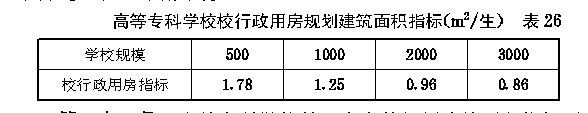 高等专科学校校行政用房规划建筑面积指标(m²/生) 表26
学校规模 500 1000 2000 3000
校行政用房指标 1.78 1.25 0.96 0.86